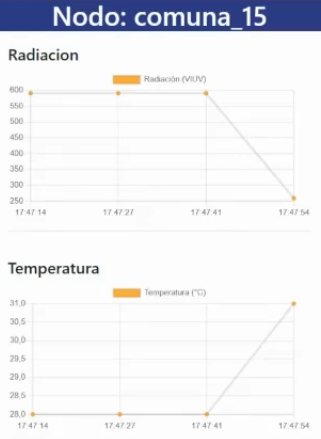 Nodo: comuna_15
Radiacion
Radiación (VIUV)
600
550
500
450
400
350
300
250
17:47:14 17:47:27 17:47:41 17:47:54
Temperatura
Temperatura (°C)
31,0
30,5
30,0
29,5
29,0
28,5
28,0
17:47:14 17:47:27 17:47:41 17:47:54